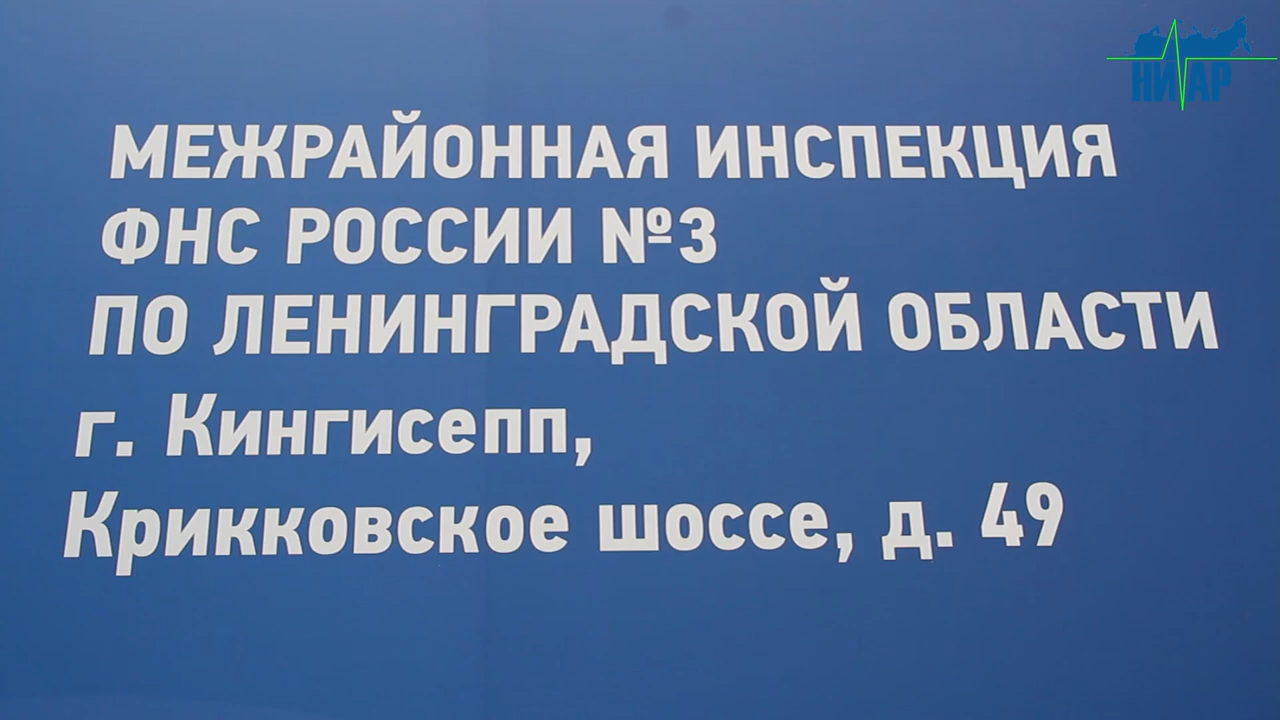 НИАР
МЕЖРАЙОННАЯ ИНСПЕКЦИЯ
ФНС РОССИИ №3
ПО ЛЕНИНГРАДСКОЙ ОБЛАСТИ
г. Кингисепп,
Крикковское шоссе, д. 49